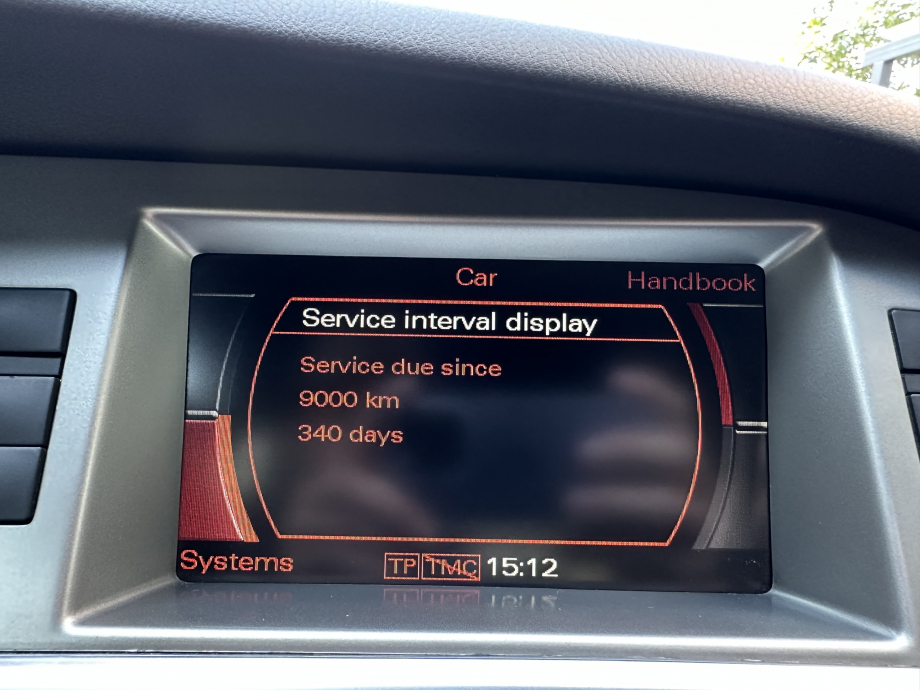 Car
Handbook
Service interval display
Service due since
9000 km
340 days
Systems
TP TMC 15:12